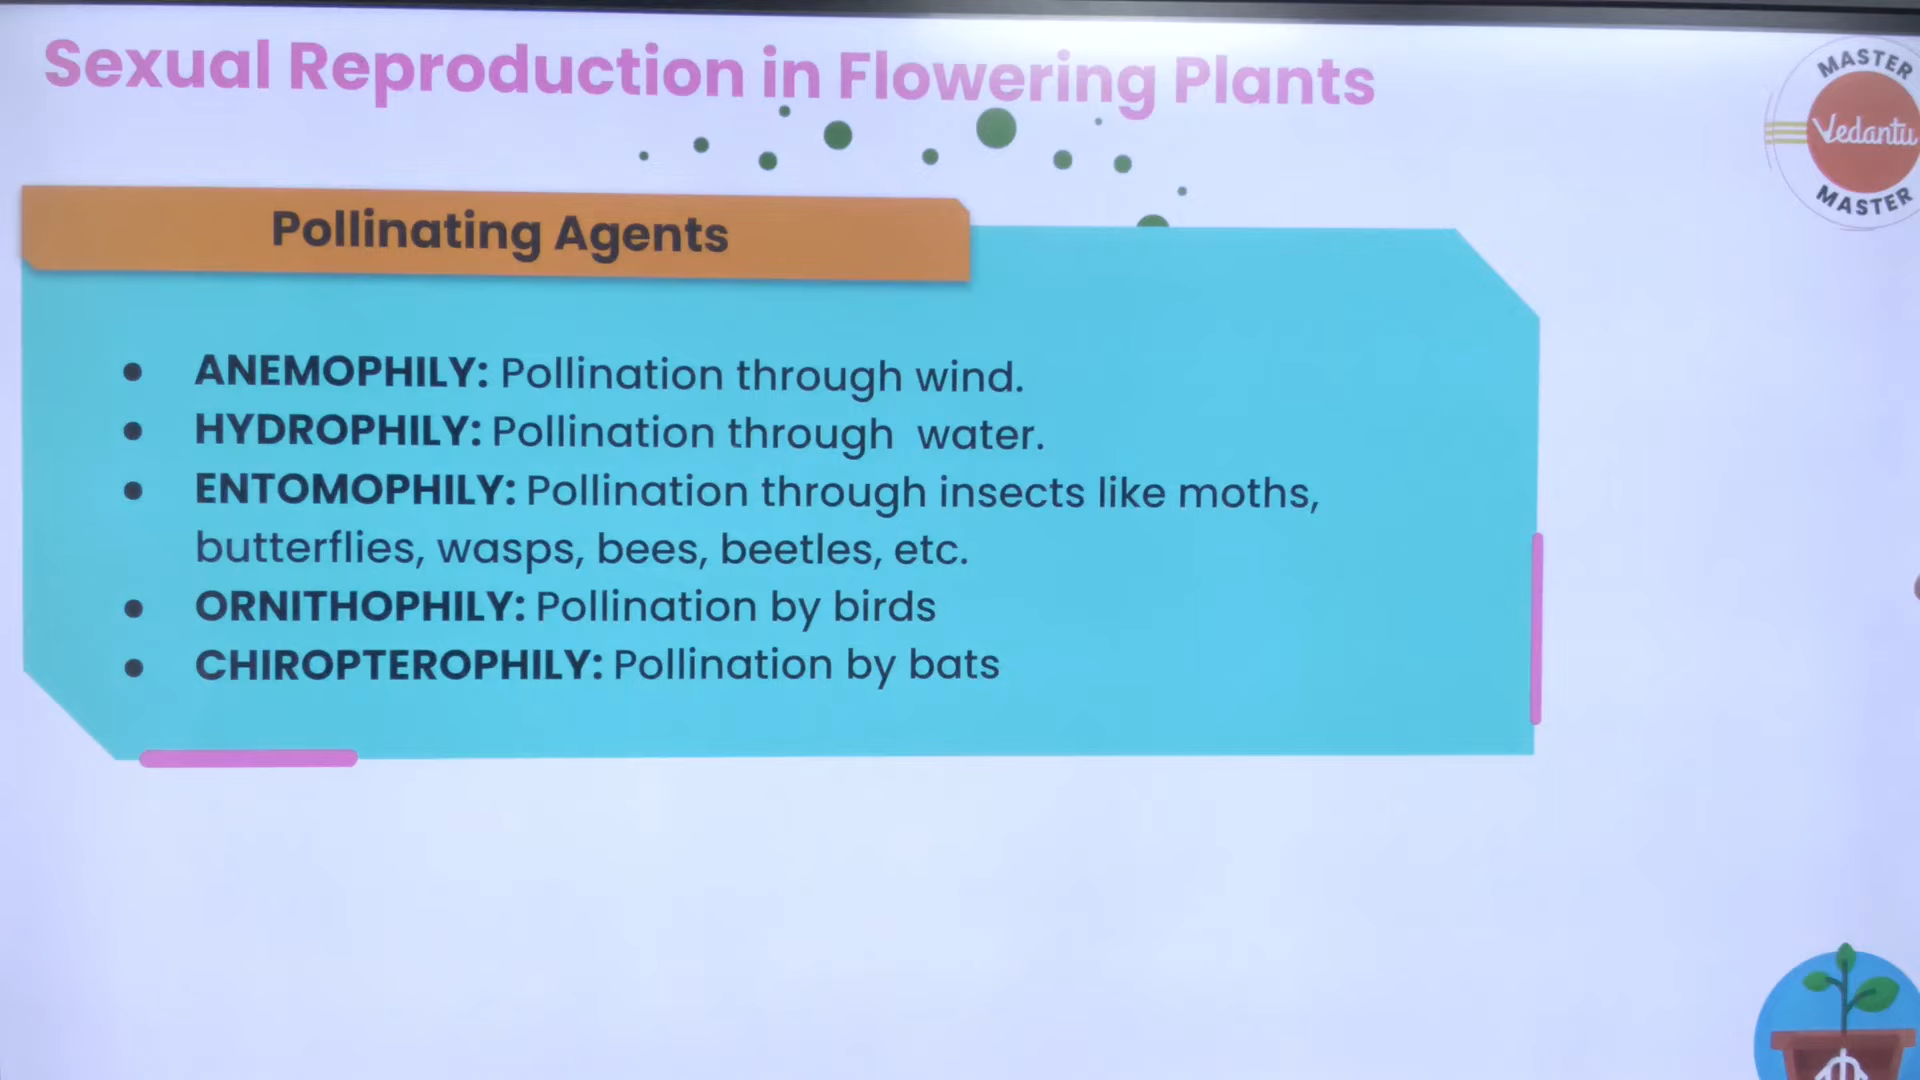 Sexual Reproduction in Flowering Plants
MASTER
Vedantu
MASTER
Pollinating Agents
• ANEMOPHILY: Pollination through wind.
• HYDROPHILY: Pollination through water.
• ENTOMOPHILY: Pollination through insects like moths,
butterflies, wasps, bees, beetles, etc.
• ORNITHOPHILY: Pollination by birds
• CHIROPTEROPHILY: Pollination by bats